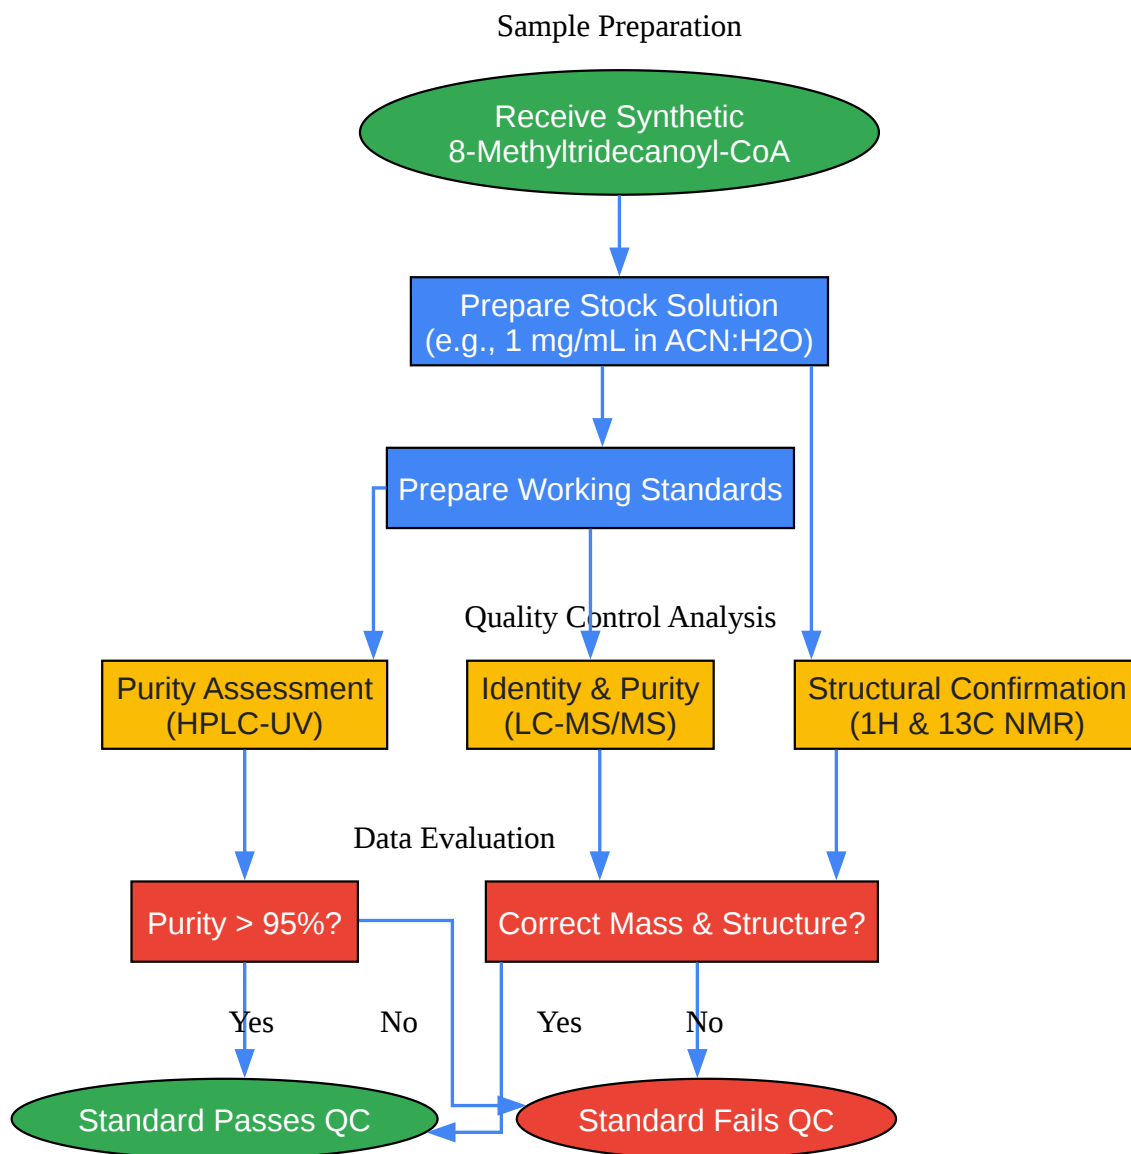 Sample Preparation
Receive Synthetic
8-Methyltridecanoyl-CoA
Prepare Stock Solution
(e.g., 1 mg/mL in ACN:H2O)
Prepare Working Standards
Quality Control Analysis
Purity Assessment
(HPLC-UV)
Identity & Purity
(LC-MS/MS)
Structural Confirmation
(1H & 13C NMR)
Data Evaluation
Purity > 95%?
Correct Mass & Structure?
Yes
No
Yes
No
Standard Passes QC
Standard Fails QC